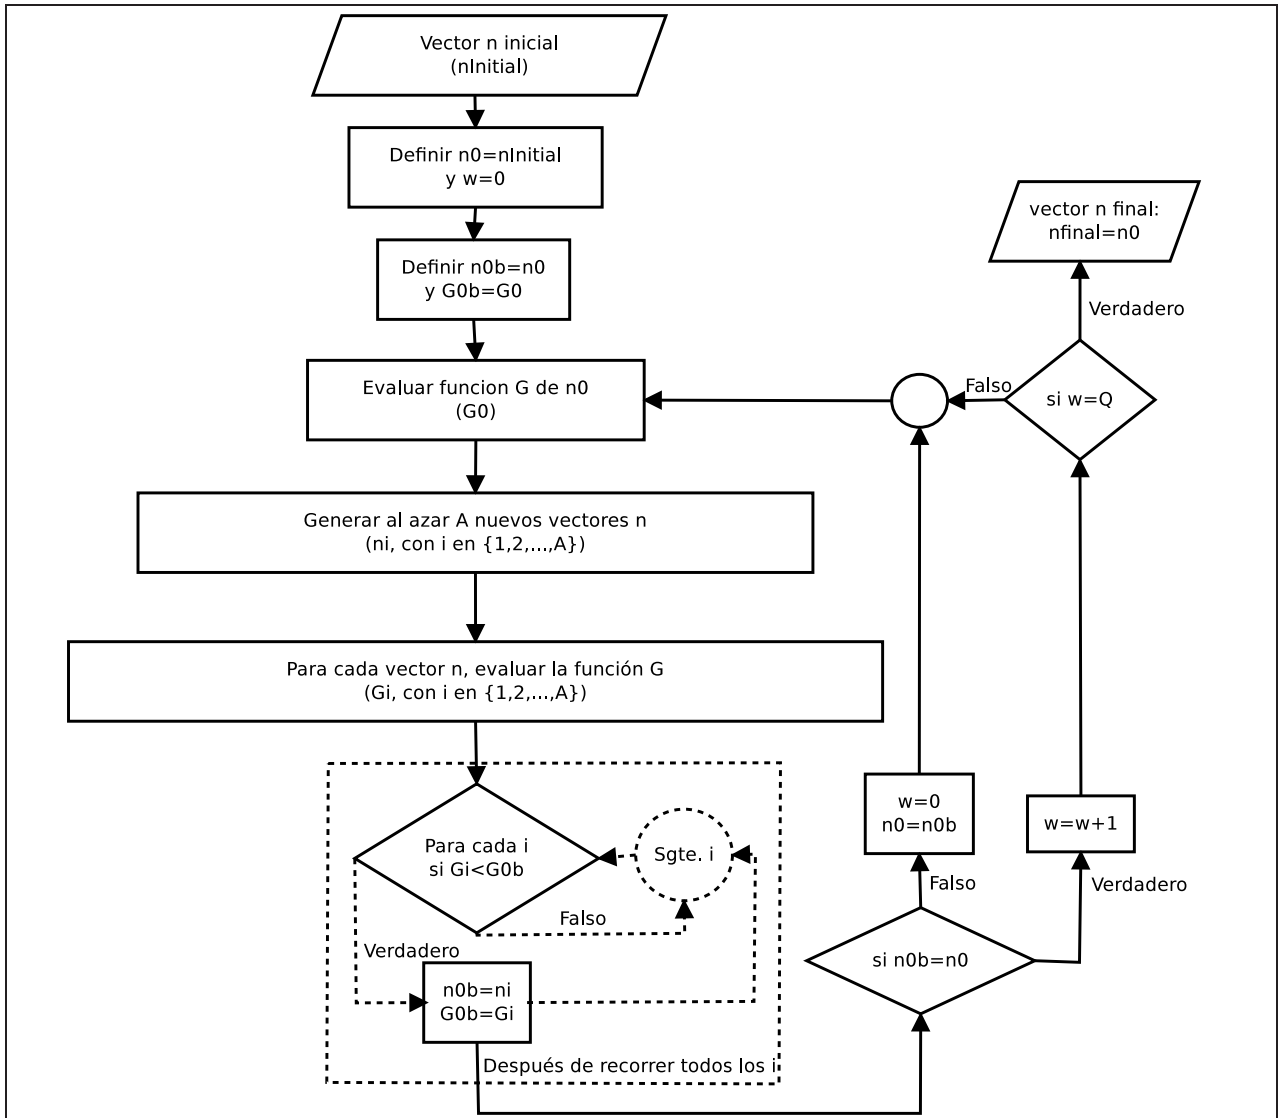 Vector n inicial
(nInitial)
Definir n0=nInitial
y w=0
Definir n0b=n0
y G0b=G0
Evaluar funcion G de n0
(G0)
Generar al azar A nuevos vectores n
(ni, con i en {1,2,...,A})
Para cada vector n, evaluar la función G
(Gi, con i en {1,2,...,A})
Para cada i
si Gi<G0b
Sgte. i
Falso
Verdadero
n0b=ni
G0b=Gi
Después de recorrer todos los i
si n0b=n0
Falso
Verdadero
w=0
n0=n0b
w=w+1
si w=Q
Falso
Verdadero
vector n final:
nfinal=n0